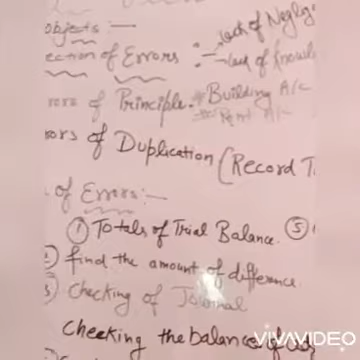 objects :-
ection of Errors :- lack of Neglig
:- lack of Knowl
rors of Principle. # Building A/C
Rent A/C
rors of Duplication (Record T
of Errors:-
① Totals of Trial Balance. ⑤
② find the amount of difference
③ Checking of Journal
Checking the balance of
VIVAVIDEO